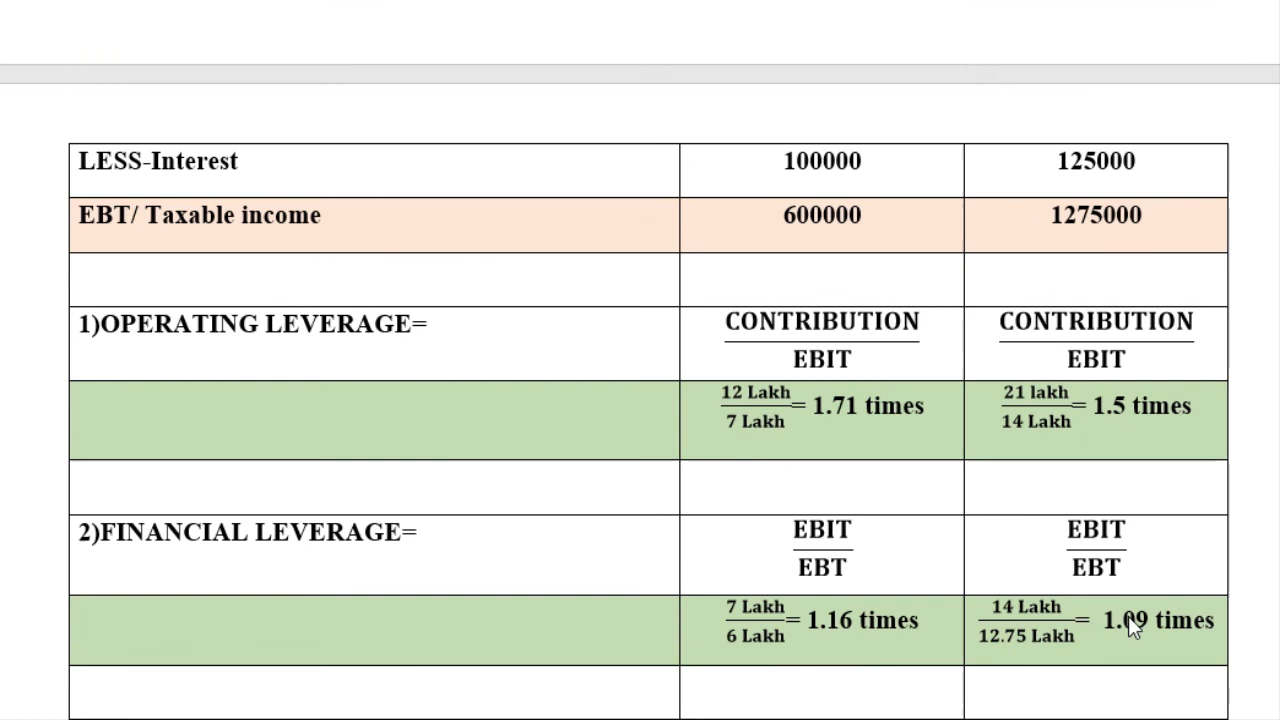 LESS-Interest 100000 125000
EBT/ Taxable income 600000 1275000
1)OPERATING LEVERAGE= CONTRIBUTION CONTRIBUTION
EBIT EBIT
12 Lakh 21 lakh
= 1.71 times = 1.5 times
7 Lakh 14 Lakh
2)FINANCIAL LEVERAGE= EBIT EBIT
EBT EBT
7 Lakh 14 Lakh
= 1.16 times = 1.09 times
6 Lakh 12.75 Lakh